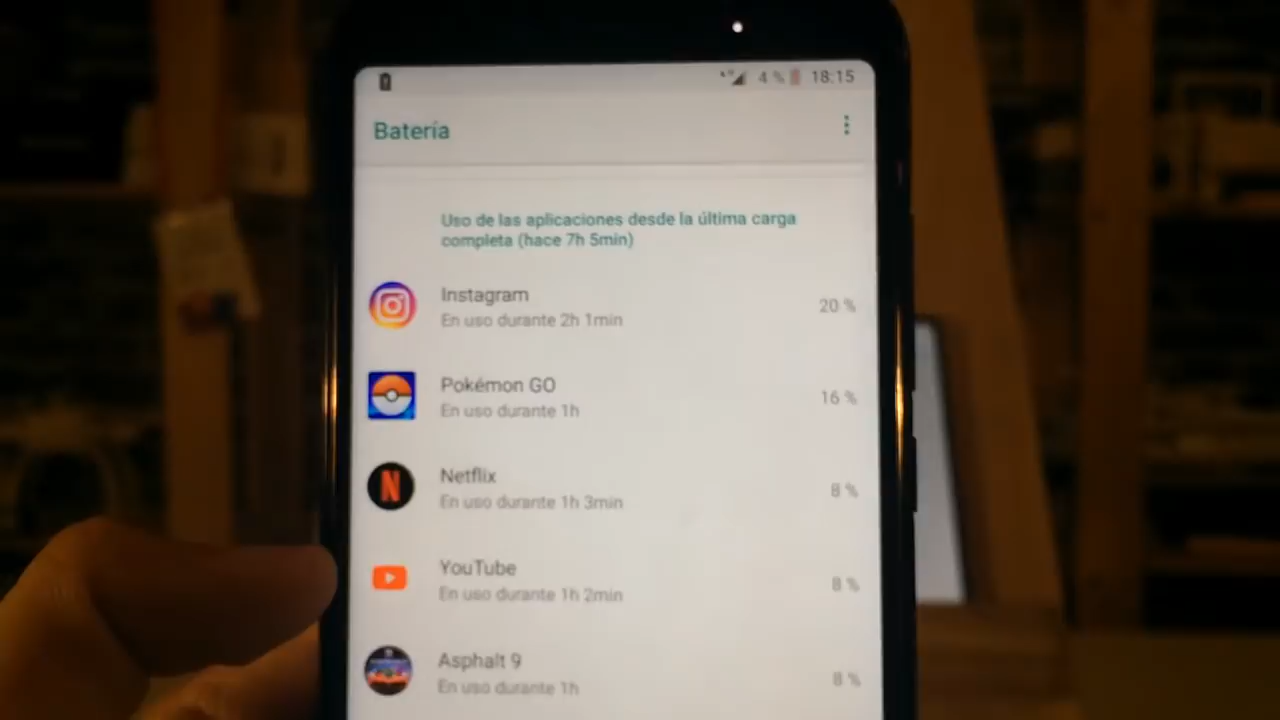 4G 4 % 18:15
Batería
Uso de las aplicaciones desde la última carga
completa (hace 7h 5min)
Instagram
20 %
En uso durante 2h 1min
Pokémon GO
16 %
En uso durante 1h
Netflix
8 %
En uso durante 1h 3min
YouTube
8 %
En uso durante 1h 2min
Asphalt 9
8 %
En uso durante 1h